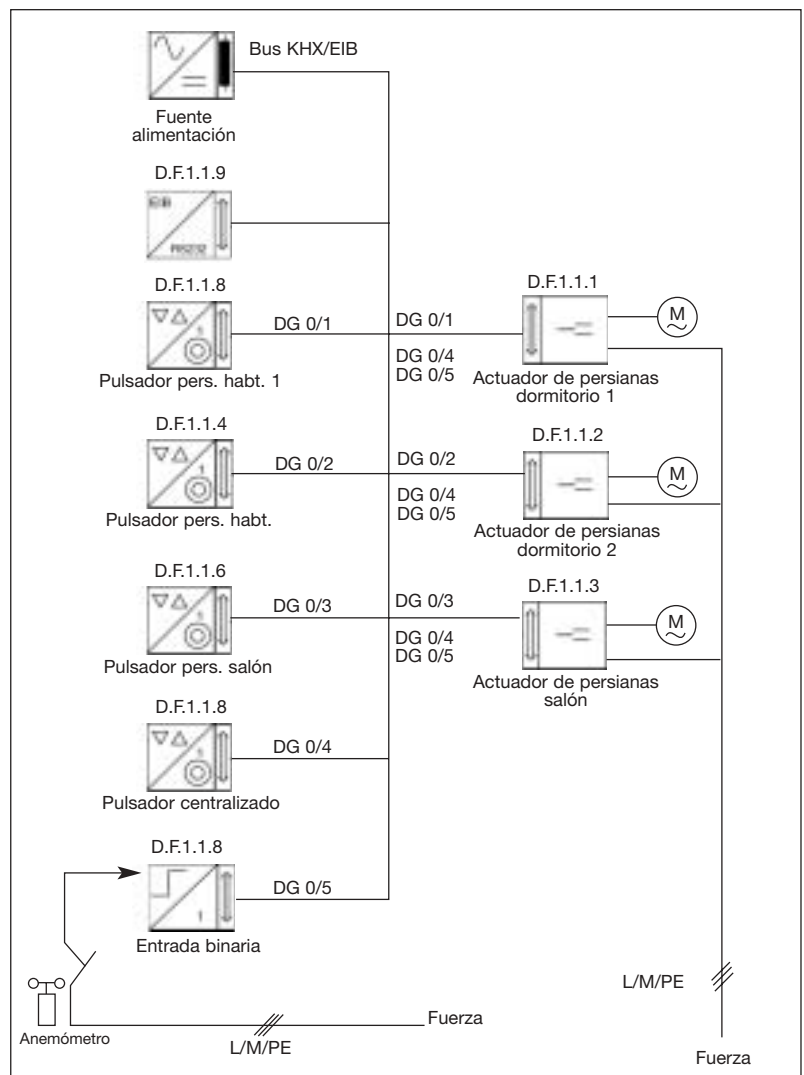 Bus KHX/EIB
Fuente
alimentación
D.F.1.1.9
EIB
RS232
D.F.1.1.8
DG 0/1
Pulsador pers. habt. 1
DG 0/1
DG 0/4
DG 0/5
D.F.1.1.1
M
Actuador de persianas
dormitorio 1
D.F.1.1.4
1
DG 0/2
Pulsador pers. habt.
DG 0/2
DG 0/4
DG 0/5
D.F.1.1.2
M
Actuador de persianas
dormitorio 2
D.F.1.1.6
DG 0/3
Pulsador pers. salón
DG 0/3
DG 0/4
DG 0/5
D.F.1.1.3
M
Actuador de persianas
salón
D.F.1.1.8
DG 0/4
Pulsador centralizado
D.F.1.1.8
1
DG 0/5
Entrada binaria
Anemómetro
L/M/PE
Fuerza
L/M/PE
Fuerza